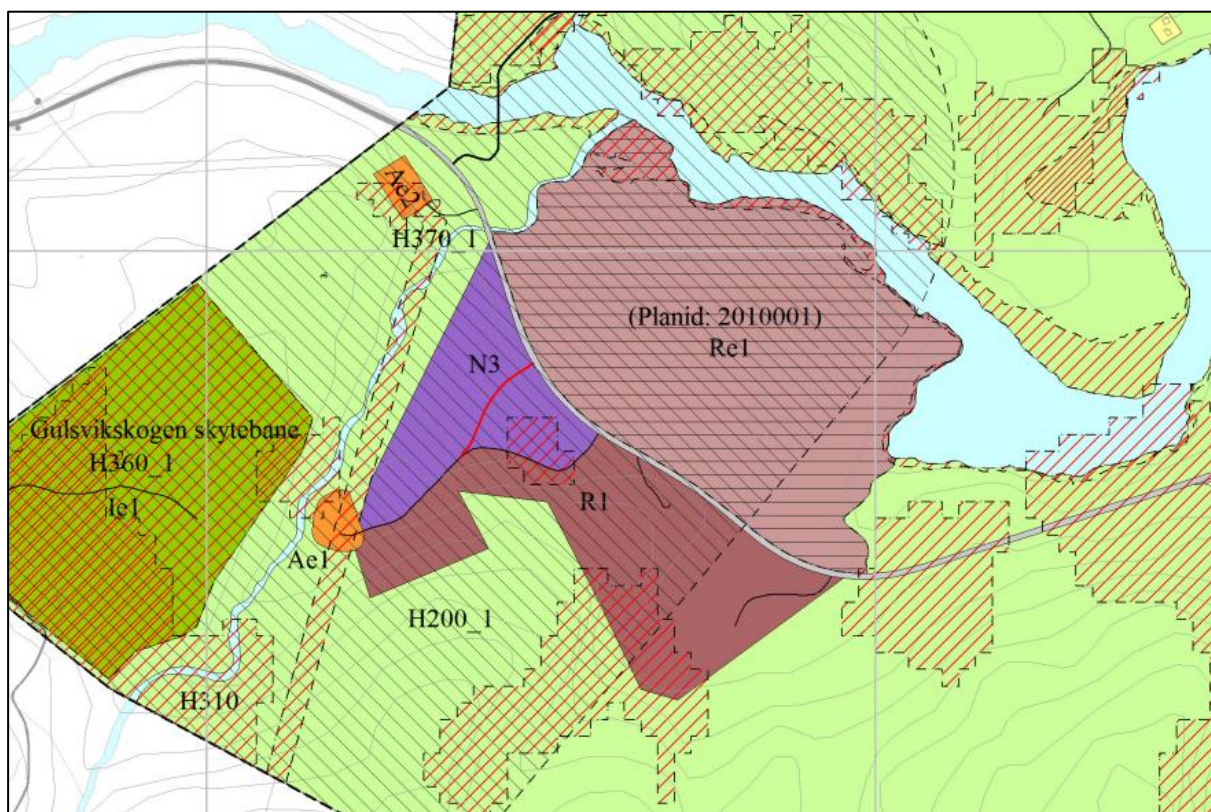 Ae2
H370_1
(Planid: 2010001)
Re1
N3
Gulsvikskogen skytebane
H360_1
Ie1
R1
Ae1
H200_1
H310